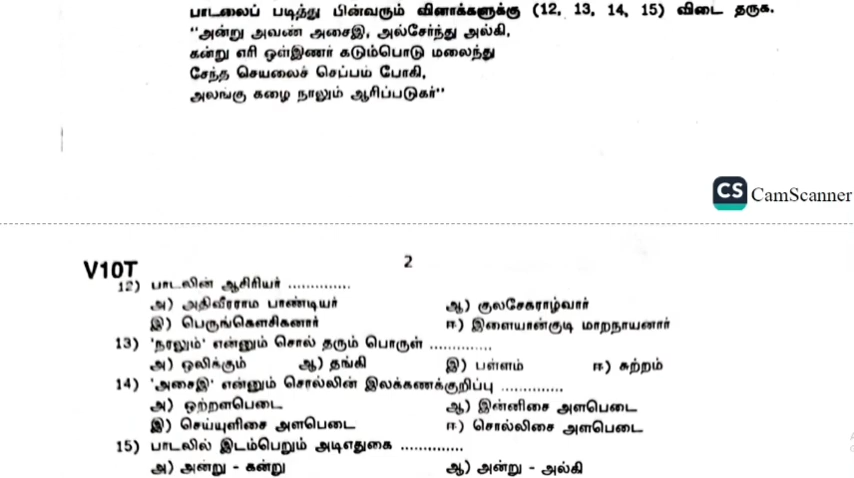 பாடலைப் படித்து பின்வரும் வினாக்களுக்கு (12, 13, 14, 15) விடை தருக.
“அன்று அவண் அசைஇ, அல்சேர்ந்து அல்கி,
கன்று எரி ஒள்இணர் கடும்பொடு மலைந்து
சேந்த செயலைச் செப்பம் போகி,
அலங்கு கழை நாலும் ஆரிப்படுகர்”
CS CamScanner
V10T 2
12) பாடலின் ஆசிரியர் ..............
அ) அதிவீரராம பாண்டியர் ஆ) குலசேகராழ்வார்
இ) பெருங்கௌசிகனார் ஈ) இளையான்குடி மாறநாயனார்
13) 'நரலும்' என்னும் சொல் தரும் பொருள் ..............
அ) ஒலிக்கும் ஆ) தங்கி இ) பள்ளம் ஈ) சுற்றம்
14) 'அசைஇ' என்னும் சொல்லின் இலக்கணக்குறிப்பு ..............
அ) ஒற்றளபெடை ஆ) இன்னிசை அளபெடை
இ) செய்யுளிசை அளபெடை ஈ) சொல்லிசை அளபெடை
15) பாடலில் இடம்பெறும் அடிஎதுகை ..............
அ) அன்று - கன்று ஆ) அன்று - அல்கி